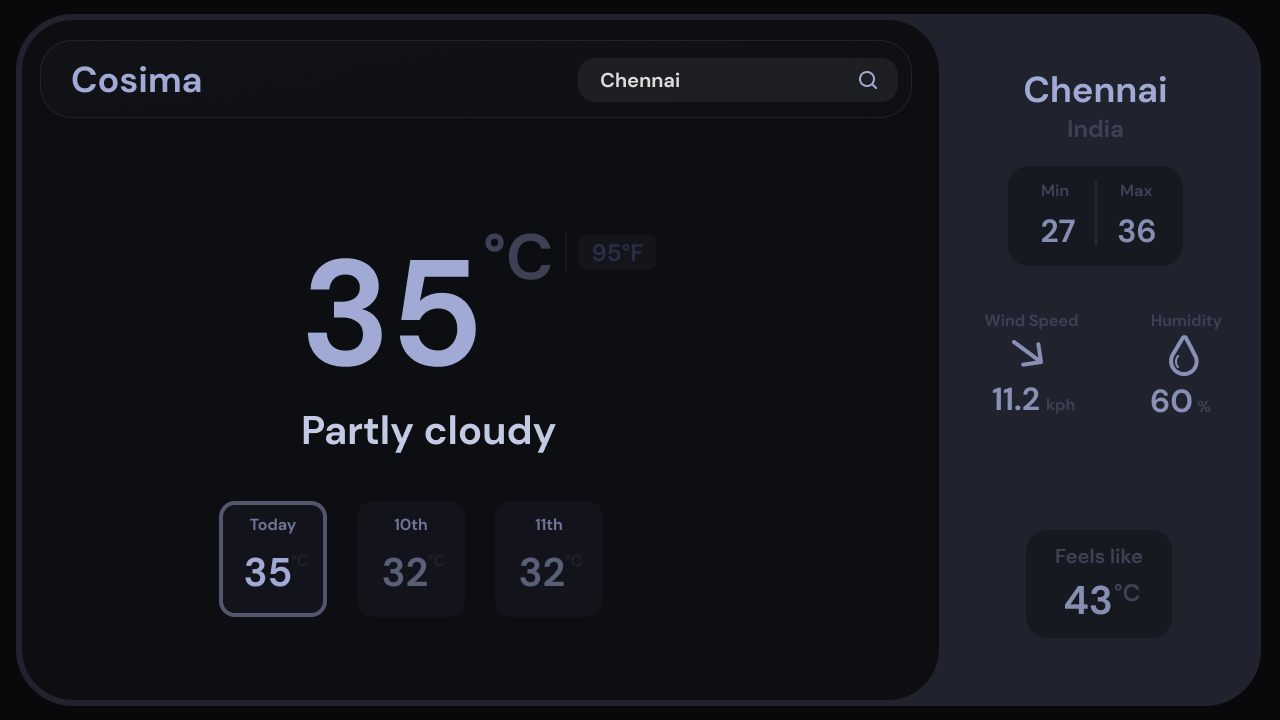 Cosima
Chennai
35 °C 95°F
Partly cloudy
Today 10th 11th
35 °C 32 °C 32 °C
Chennai
India
Min Max
27 36
Wind Speed Humidity
11.2 kph 60 %
Feels like
43 °C